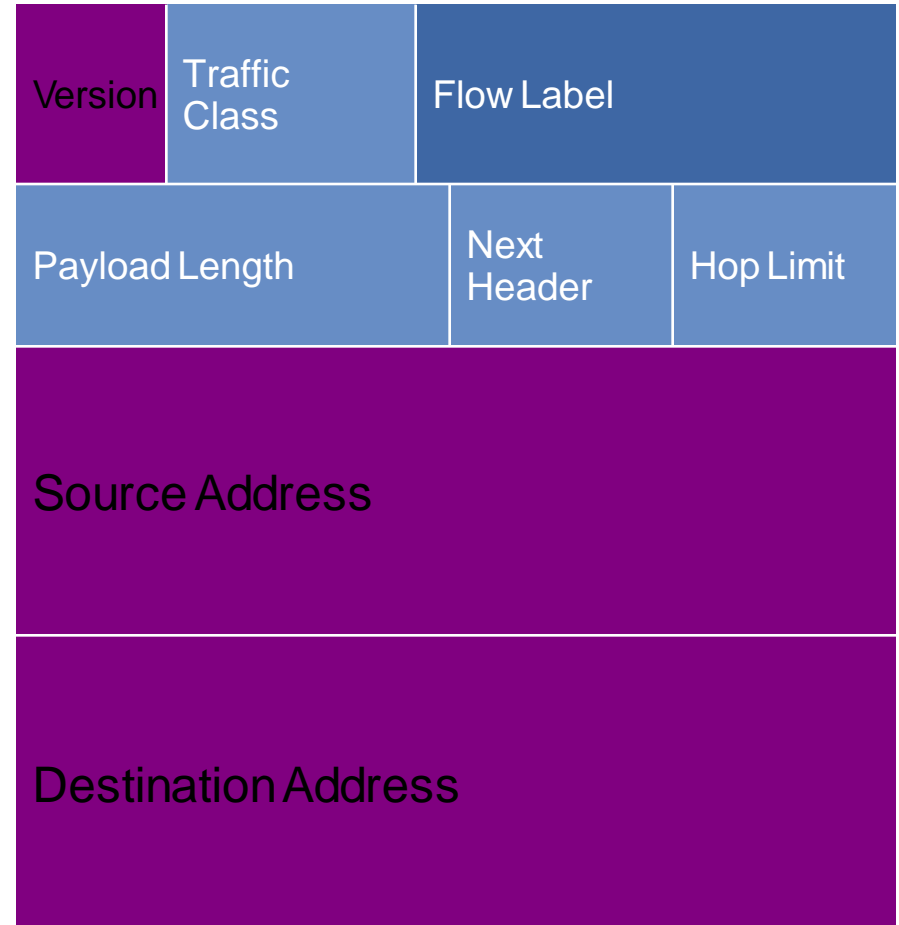 Version
Traffic
Class
Flow Label
Payload Length
Next
Header
Hop Limit
Source Address
Destination Address